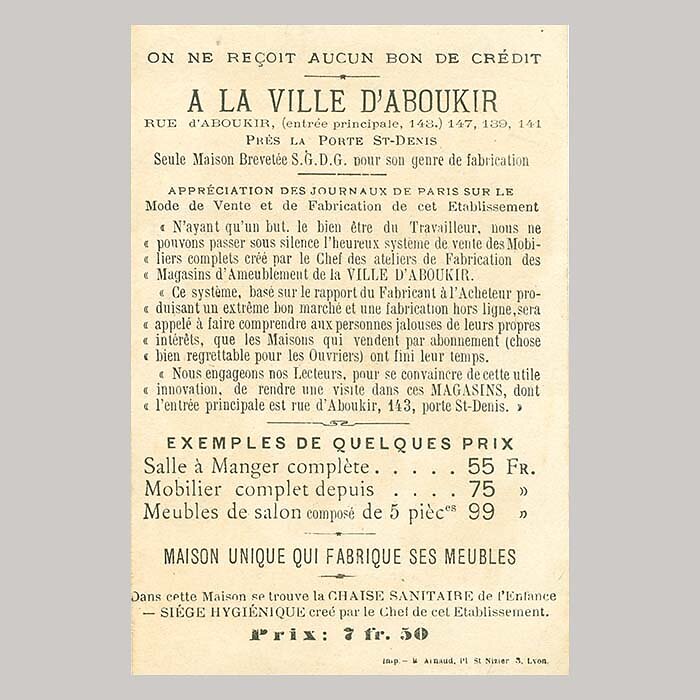 ON NE REÇOIT AUCUN BON DE CRÉDIT
A LA VILLE D'ABOUKIR
RUE d'ABOUKIR, (entrée principale, 143.) 147, 139, 141
PRÈS LA PORTE ST-DENIS
Seule Maison Brevetée S.G.D.G. pour son genre de fabrication
APPRÉCIATION DES JOURNAUX DE PARIS SUR LE
Mode de Vente et de Fabrication de cet Etablissement
« N'ayant qu'un but, le bien être du Travailleur, nous ne
« pouvons passer sous silence l'heureux système de vente des Mobi-
« liers complets créé par le Chef des ateliers de Fabrication des
« Magasins d'Ameublement de la VILLE D'ABOUKIR.
« Ce système, basé sur le rapport du Fabricant à l'Acheteur pro-
« duisant un extrême bon marché et une fabrication hors ligne, sera
« appelé à faire comprendre aux personnes jalouses de leurs propres
« intérêts, que les Maisons qui vendent par abonnement (chose
« bien regrettable pour les Ouvriers) ont fini leur temps.
« Nous engageons nos Lecteurs, pour se convaincre de cette utile
« innovation, de rendre une visite dans ces MAGASINS, dont
« l'entrée principale est rue d'Aboukir, 143, porte St-Denis. »
EXEMPLES DE QUELQUES PRIX
Salle à Manger complète . . . . . 55 FR.
Mobilier complet depuis . . . . 75 »
Meubles de salon composé de 5 pièces 99 »
MAISON UNIQUE QUI FABRIQUE SES MEUBLES
Dans cette Maison se trouve la CHAISE SANITAIRE de l'Enfance
— SIÉGE HYGIÉNIQUE creé par le Chef de cet Etablissement.
Prix: 7 fr. 50
Imp. – B Arnaud, Pl St Nizier 3, Lyon.